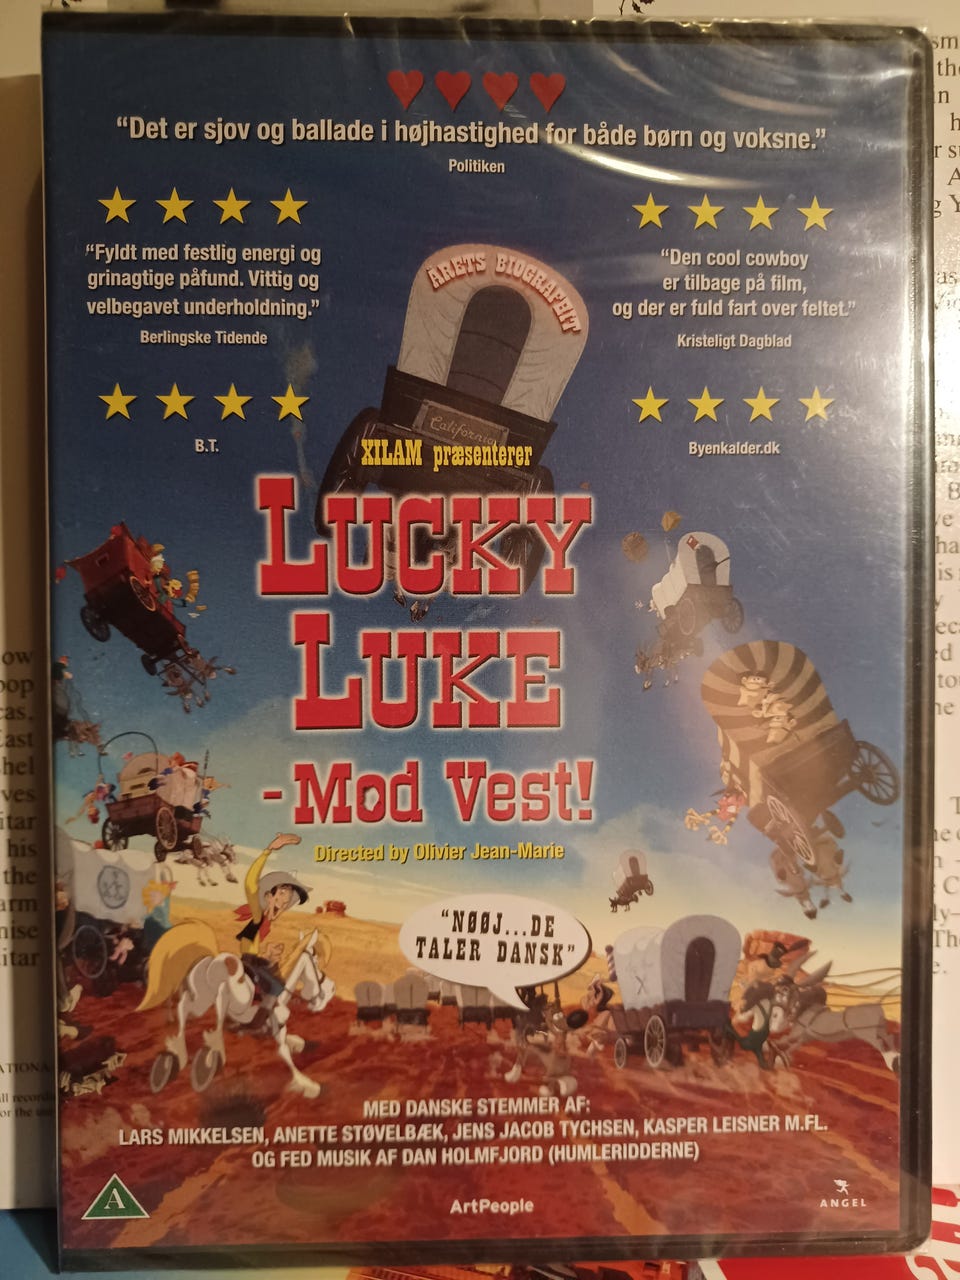 “Det er sjov og ballade i højhastighed for både børn og voksne.”
Politiken
“Fyldt med festlig energi og
grinagtige påfund. Vittig og
velbegavet underholdning.”
Berlingske Tidende
“Den cool cowboy
er tilbage på film,
og der er fuld fart over feltet.”
Kristeligt Dagblad
B.T.
Byenkalder.dk
ÅRETS BIOGRAFHIT
California
XILAM præsenterer
LUCKY
LUKE
- MOD VEST!
Directed by Olivier Jean-Marie
“NØØJ...DE
TALER DANSK”
MED DANSKE STEMMER AF:
LARS MIKKELSEN, ANETTE STØVELBÆK, JENS JACOB TYCHSEN, KASPER LEISNER M.FL.
OG FED MUSIK AF DAN HOLMFJORD (HUMLERIDDERNE)
A
ArtPeople
ANGEL